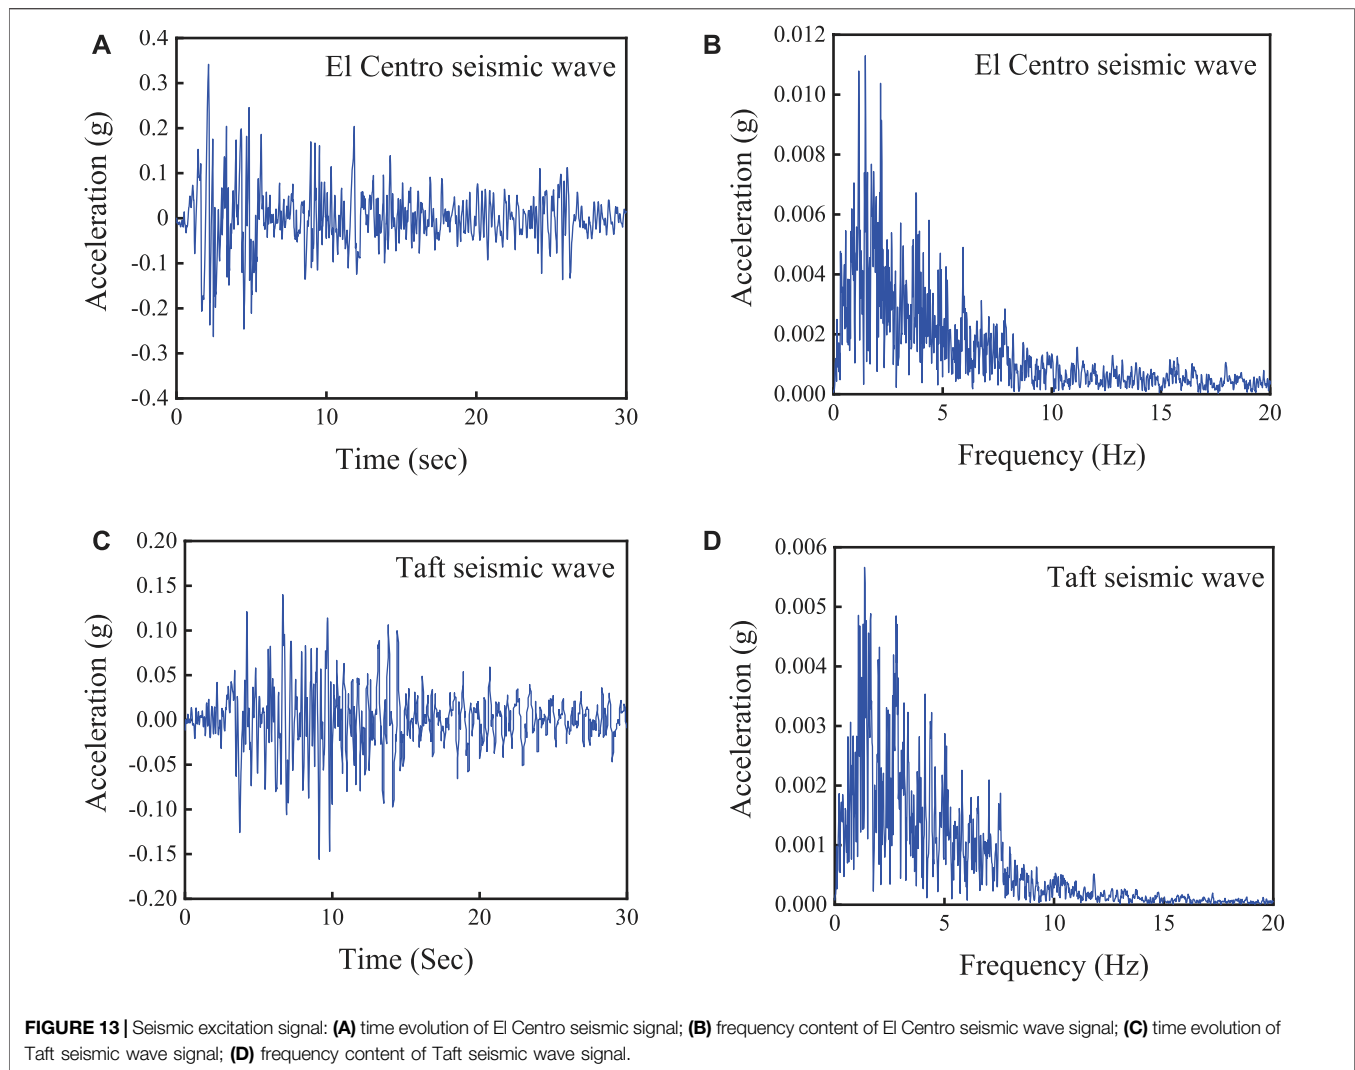 A
El Centro seismic wave
Acceleration (g)
0.4
0.3
0.2
0.1
0
-0.1
-0.2
-0.3
-0.4
0 10 20 30
Time (sec)
B
El Centro seismic wave
Acceleration (g)
0.012
0.010
0.008
0.006
0.004
0.002
0.000
0 5 10 15 20
Frequency (Hz)
C
Taft seismic wave
Acceleration (g)
0.20
0.15
0.10
0.05
0.00
-0.05
-0.10
-0.15
-0.20
0 10 20 30
Time (Sec)
D
Taft seismic wave
Acceleration (g)
0.006
0.005
0.004
0.003
0.002
0.001
0.000
0 5 10 15 20
Frequency (Hz)
FIGURE 13 | Seismic excitation signal: (A) time evolution of El Centro seismic signal; (B) frequency content of El Centro seismic wave signal; (C) time evolution of
Taft seismic wave signal; (D) frequency content of Taft seismic wave signal.